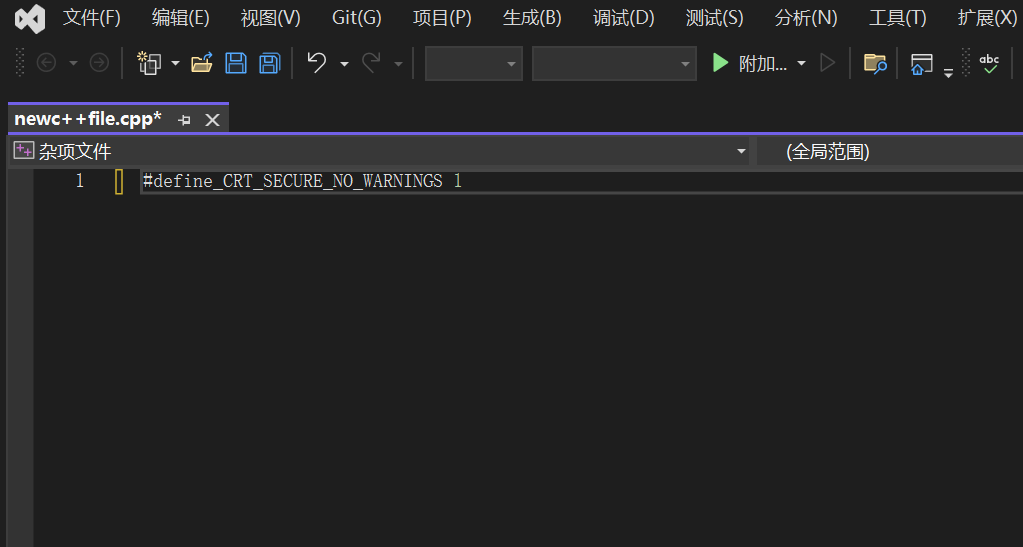 文件(F) 编辑(E) 视图(V) Git(G) 项目(P) 生成(B) 调试(D) 测试(S) 分析(N) 工具(T) 扩展(X)
附加... abc
newc++file.cpp*
杂项文件 (全局范围)
1 #define_CRT_SECURE_NO_WARNINGS 1